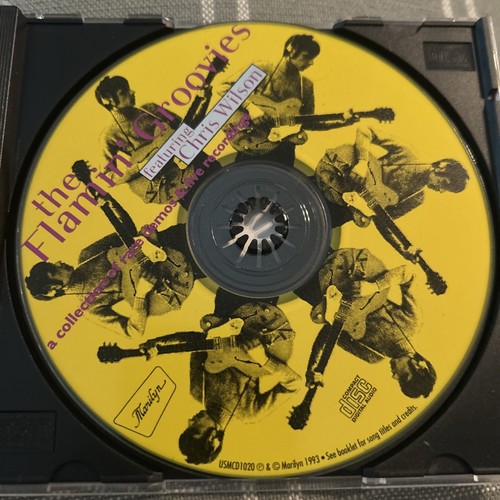 the
Flamin' Groovies
featuring
Chris Wilson
a collection of rare demos & live recordings
Marilyn
COMPACT
disc
DIGITAL AUDIO
USMCD1020 ℗ & © Marilyn 1993 • See booklet for song titles and credits.